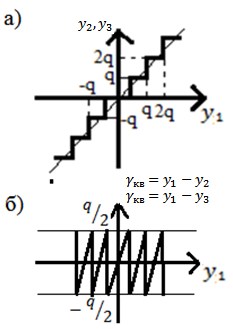 а)
y₂, y₃
2q
q
-q
q 2q
-q
y₁
γкв = y₁ − y₂
γкв = y₁ − y₃
б)
q/2
y₁
− q/2